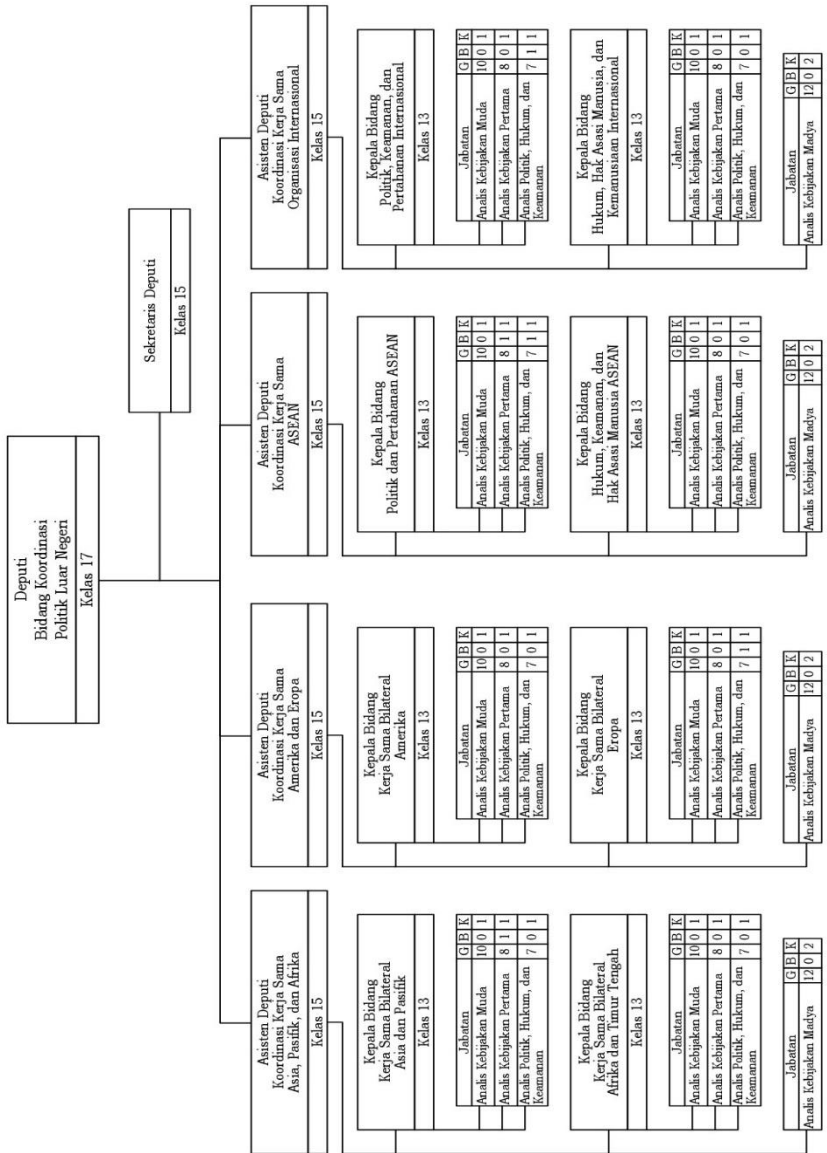 Deputi
Bidang Koordinasi
Politik Luar Negeri
Kelas 17
Sekretaris Deputi
Kelas 15
Asisten Deputi
Koordinasi Kerja Sama
Asia, Pasifik, dan Afrika
Kelas 15
Kepala Bidang
Kerja Sama Bilateral
Asia dan Pasifik
Kelas 13
Jabatan G B K
Analis Kebijakan Muda 10 0 1
Analis Kebijakan Pertama 8 1 1
Analis Politik, Hukum, dan 7 0 1
Keamanan
Kepala Bidang
Kerja Sama Bilateral
Afrika dan Timur Tengah
Kelas 13
Jabatan G B K
Analis Kebijakan Muda 10 0 1
Analis Kebijakan Pertama 8 0 1
Analis Politik, Hukum, dan 7 0 1
Keamanan
Jabatan G B K
Analis Kebijakan Madya 12 0 2
Asisten Deputi
Koordinasi Kerja Sama
Amerika dan Eropa
Kelas 15
Kepala Bidang
Kerja Sama Bilateral
Amerika
Kelas 13
Jabatan G B K
Analis Kebijakan Muda 10 0 1
Analis Kebijakan Pertama 8 0 1
Analis Politik, Hukum, dan 7 0 1
Keamanan
Kepala Bidang
Kerja Sama Bilateral
Eropa
Kelas 13
Jabatan G B K
Analis Kebijakan Muda 10 0 1
Analis Kebijakan Pertama 8 0 1
Analis Politik, Hukum, dan 7 1 1
Keamanan
Jabatan G B K
Analis Kebijakan Madya 12 0 2
Asisten Deputi
Koordinasi Kerja Sama
ASEAN
Kelas 15
Kepala Bidang
Politik dan Pertahanan ASEAN
Kelas 13
Jabatan G B K
Analis Kebijakan Muda 10 0 1
Analis Kebijakan Pertama 8 1 1
Analis Politik, Hukum, dan 7 1 1
Keamanan
Kepala Bidang
Hukum, Keamanan, dan
Hak Asasi Manusia ASEAN
Kelas 13
Jabatan G B K
Analis Kebijakan Muda 10 0 1
Analis Kebijakan Pertama 8 0 1
Analis Politik, Hukum, dan 7 0 1
Keamanan
Jabatan G B K
Analis Kebijakan Madya 12 0 2
Asisten Deputi
Koordinasi Kerja Sama
Organisasi Internasional
Kelas 15
Kepala Bidang
Politik, Keamanan, dan
Pertahanan Internasional
Kelas 13
Jabatan G B K
Analis Kebijakan Muda 10 0 1
Analis Kebijakan Pertama 8 0 1
Analis Politik, Hukum, dan 7 1 1
Keamanan
Kepala Bidang
Hukum, Hak Asasi Manusia, dan
Kemanusiaan Internasional
Kelas 13
Jabatan G B K
Analis Kebijakan Muda 10 0 1
Analis Kebijakan Pertama 8 0 1
Analis Politik, Hukum, dan 7 0 1
Keamanan
Jabatan G B K
Analis Kebijakan Madya 12 0 2